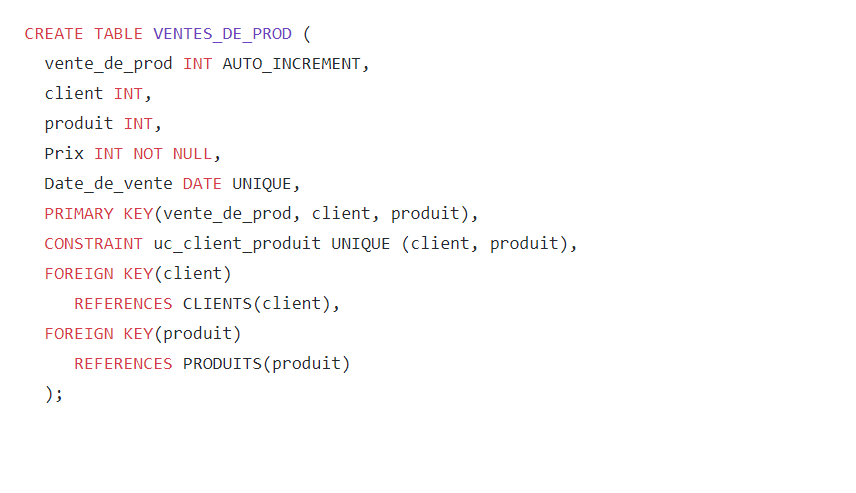 CREATE TABLE VENTES_DE_PROD (
vente_de_prod INT AUTO_INCREMENT,
client INT,
produit INT,
Prix INT NOT NULL,
Date_de_vente DATE UNIQUE,
PRIMARY KEY(vente_de_prod, client, produit),
CONSTRAINT uc_client_produit UNIQUE (client, produit),
FOREIGN KEY(client)
REFERENCES CLIENTS(client),
FOREIGN KEY(produit)
REFERENCES PRODUITS(produit)
);